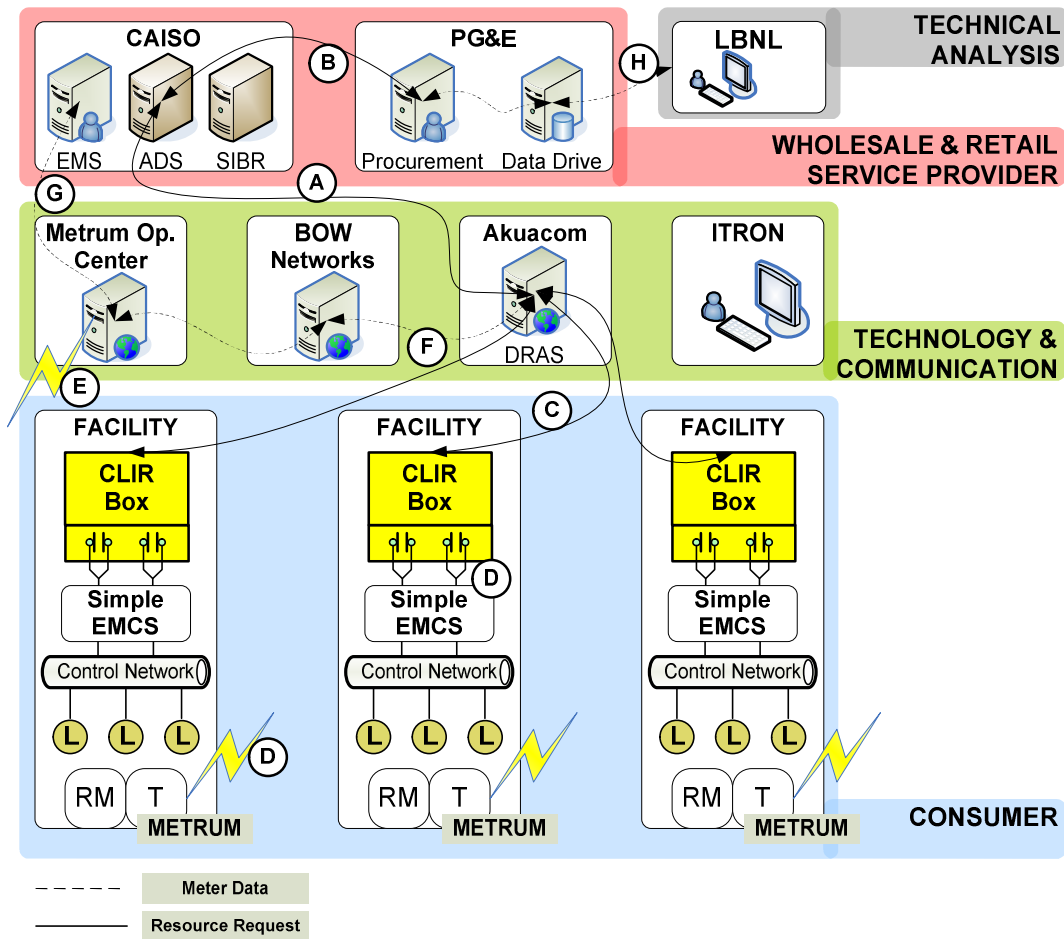 CAISO
PG&E
LBNL
TECHNICAL
ANALYSIS
B
H
EMS
ADS
SIBR
Procurement
Data Drive
WHOLESALE & RETAIL
SERVICE PROVIDER
G
A
Metrum Op.
Center
BOW
Networks
Akuacom
ITRON
F
DRAS
TECHNOLOGY &
COMMUNICATION
E
C
FACILITY
FACILITY
FACILITY
CLIR
Box
CLIR
Box
CLIR
Box
D
Simple
EMCS
Simple
EMCS
Simple
EMCS
Control Network
Control Network
Control Network
L L L
L L L
L L L
D
RM T
RM T
RM T
METRUM
METRUM
METRUM
CONSUMER
Meter Data
Resource Request